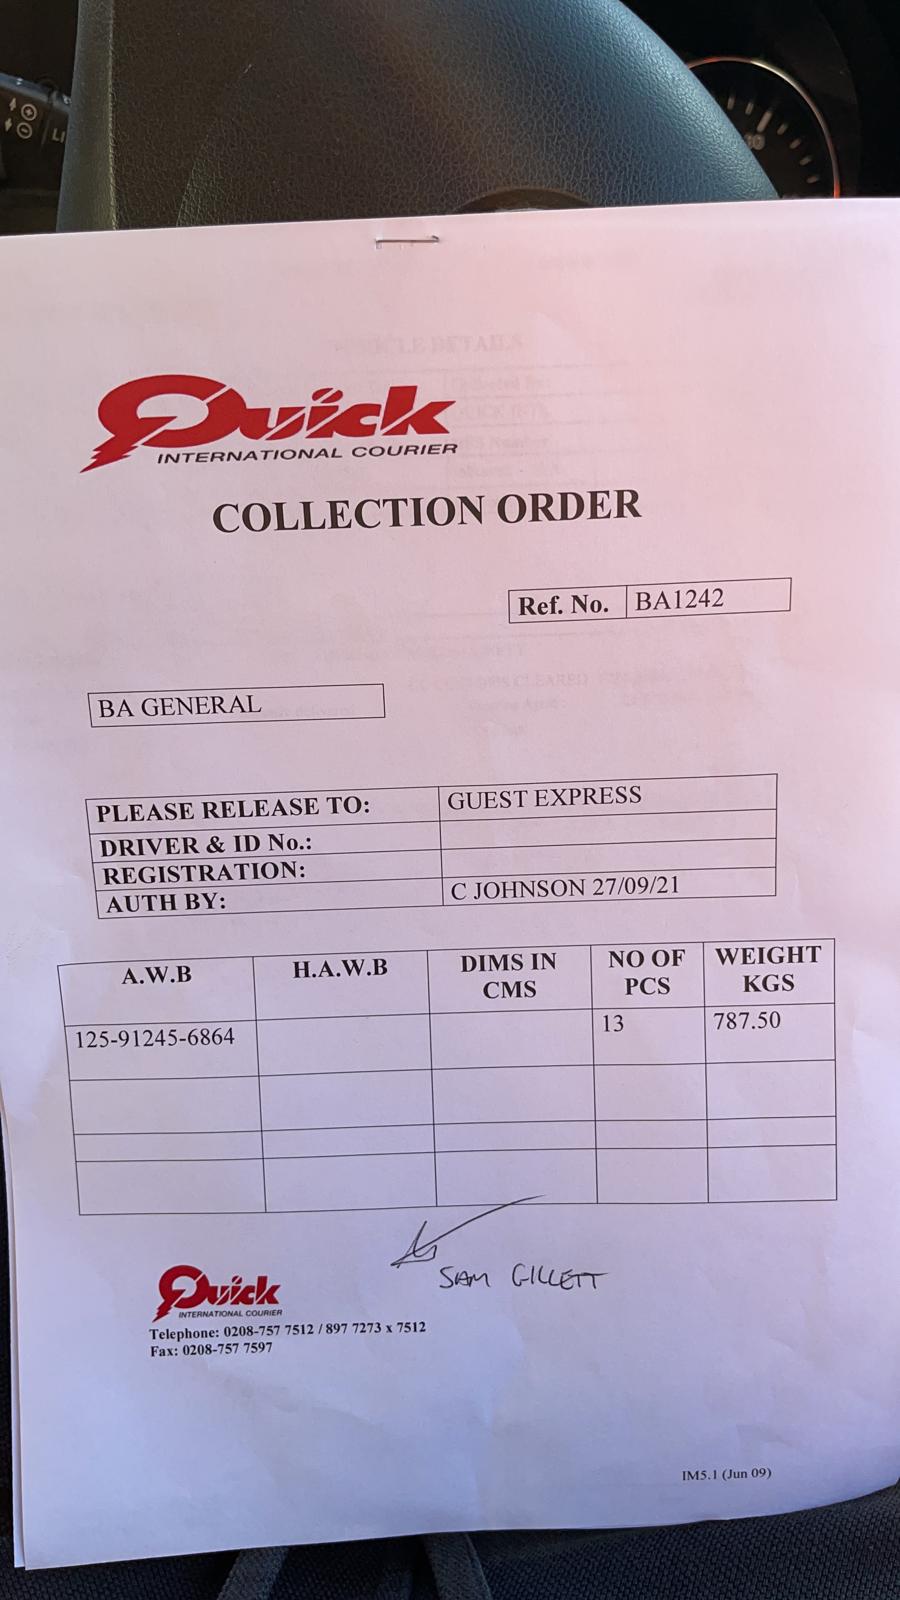 Quick
INTERNATIONAL COURIER
COLLECTION ORDER
Ref. No. BA1242
BA GENERAL
PLEASE RELEASE TO: GUEST EXPRESS
DRIVER & ID No.:
REGISTRATION:
AUTH BY: C JOHNSON 27/09/21
A.W.B H.A.W.B DIMS IN CMS NO OF PCS WEIGHT KGS
125-91245-6864 13 787.50
SAM GILLETT
Quick
INTERNATIONAL COURIER
Telephone: 0208-757 7512 / 897 7273 x 7512
Fax: 0208-757 7597
IM5.1 (Jun 09)